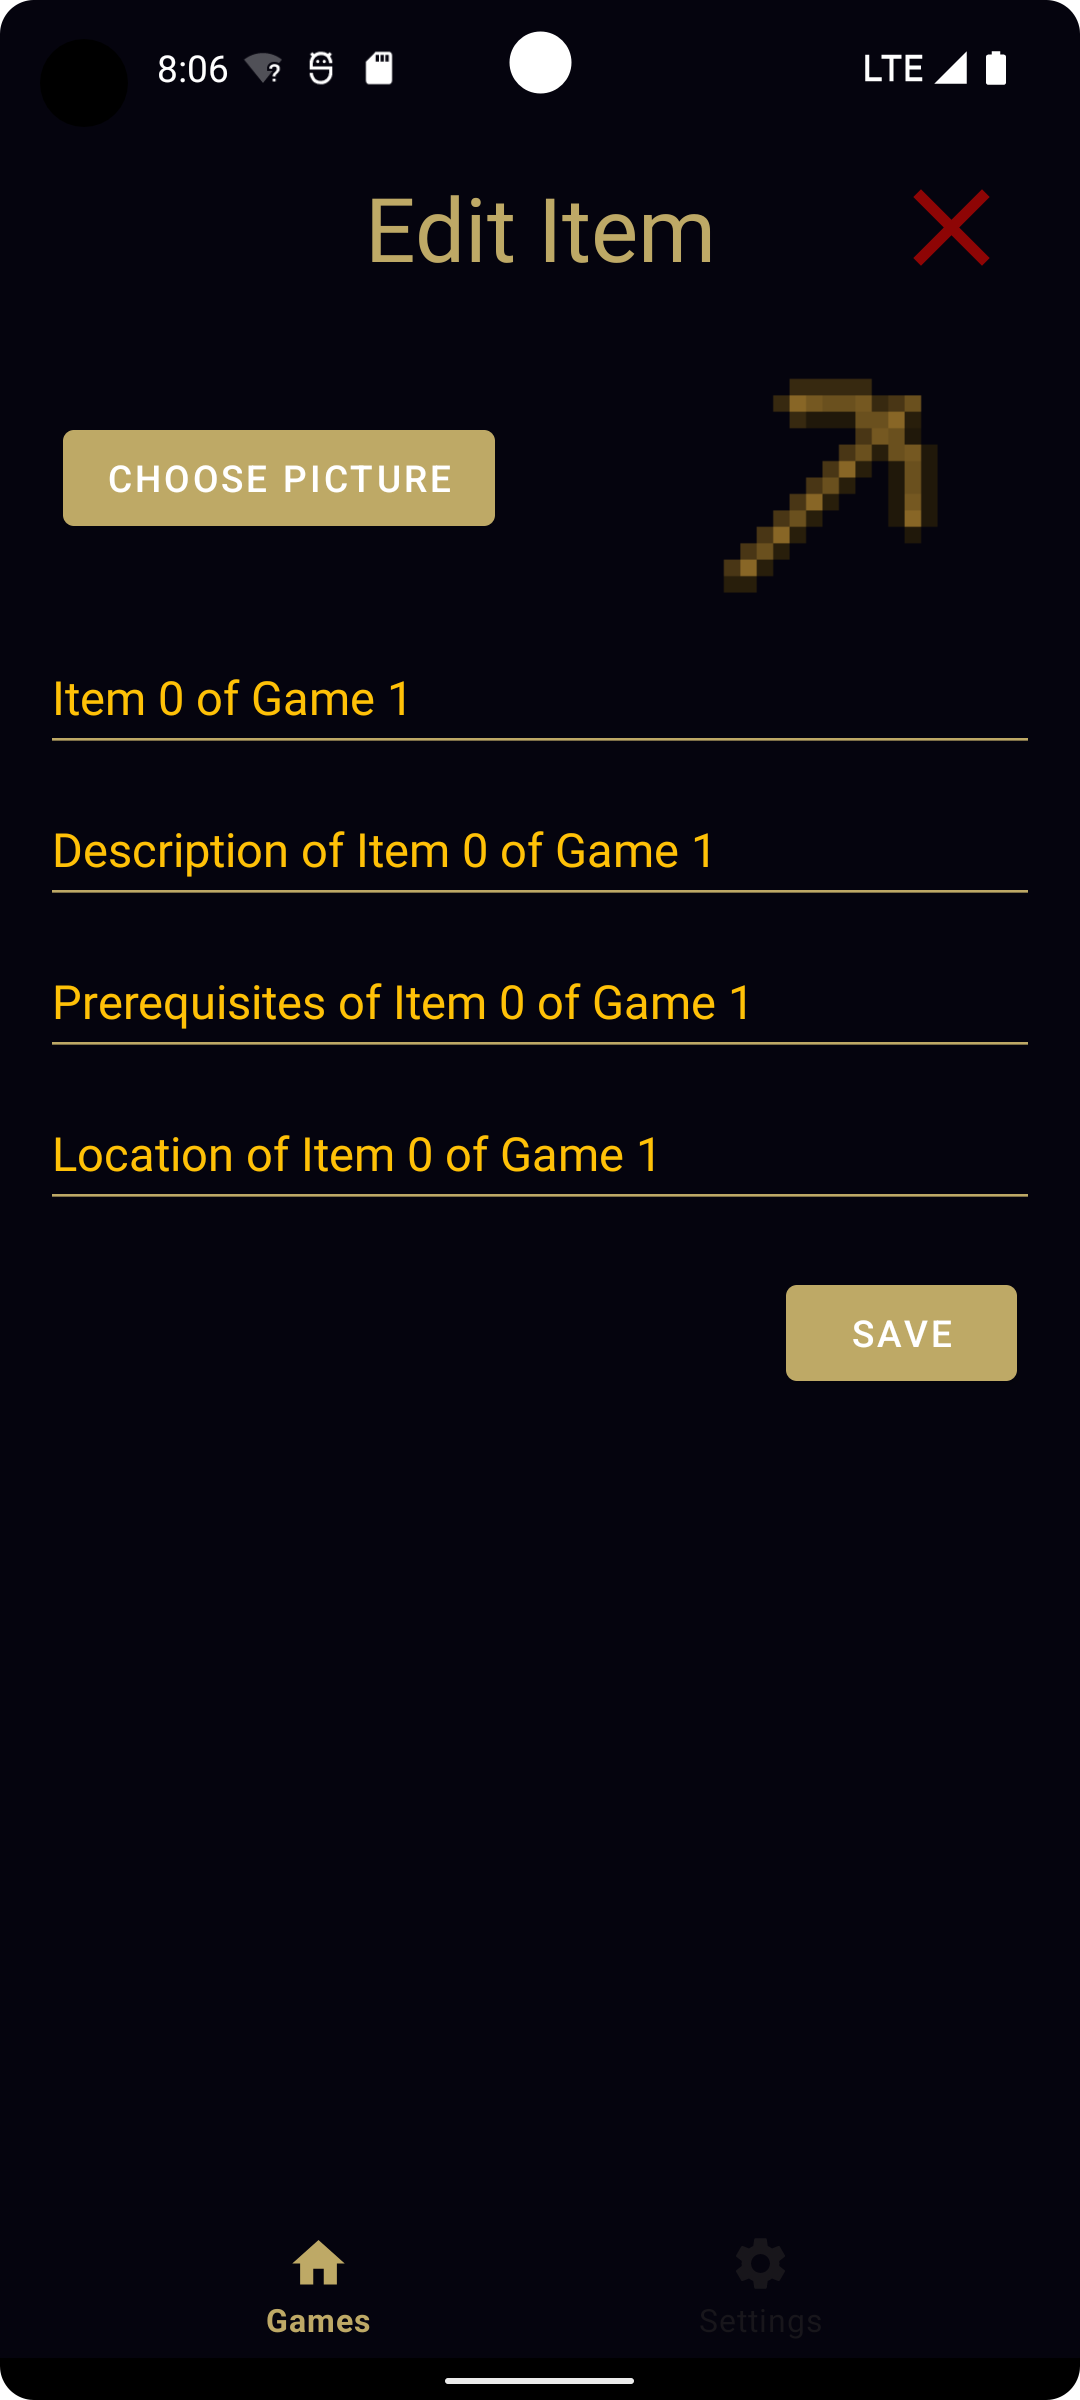 8:06
LTE
Edit Item
CHOOSE PICTURE
Item 0 of Game 1
Description of Item 0 of Game 1
Prerequisites of Item 0 of Game 1
Location of Item 0 of Game 1
SAVE
Games
Settings